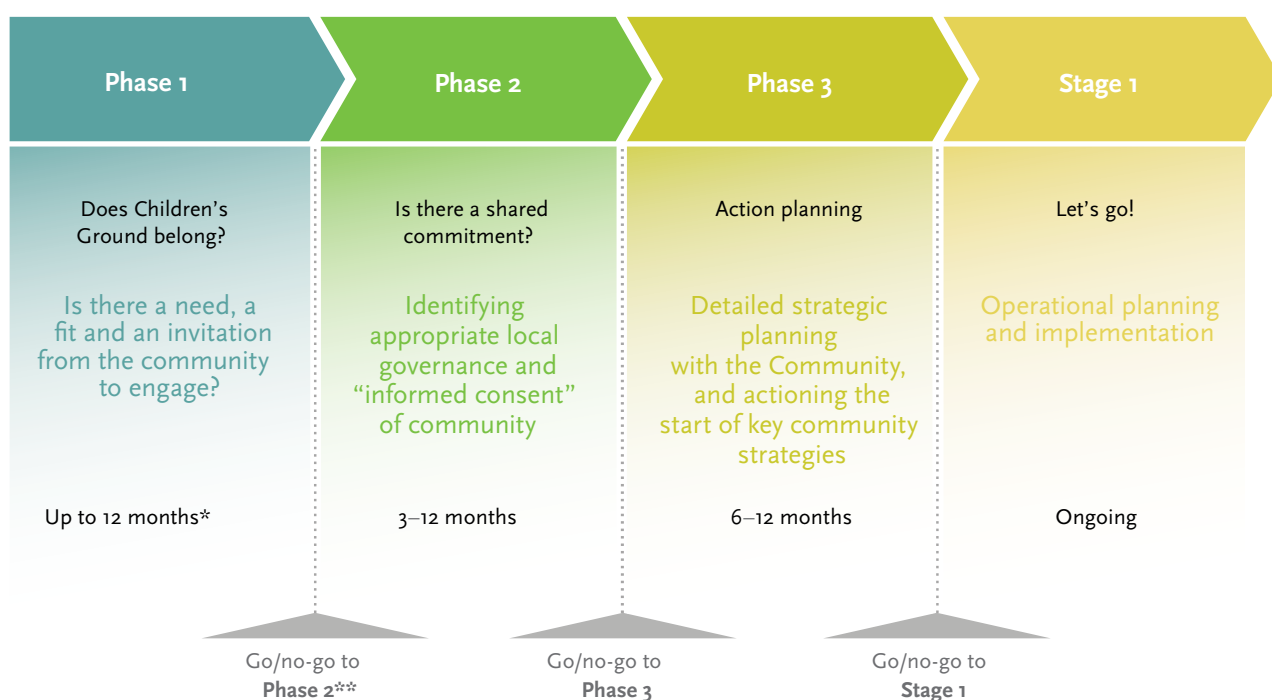 Phase 1
Phase 2
Phase 3
Stage 1
Does Children's
Ground belong?
Is there a need, a
fit and an invitation
from the community
to engage?
Up to 12 months*
Is there a shared
commitment?
Identifying
appropriate local
governance and
“informed consent”
of community
3–12 months
Action planning
Detailed strategic
planning
with the Community,
and actioning the
start of key community
strategies
6–12 months
Let's go!
Operational planning
and implementation
Ongoing
Go/no-go to
Phase 2**
Go/no-go to
Phase 3
Go/no-go to
Stage 1